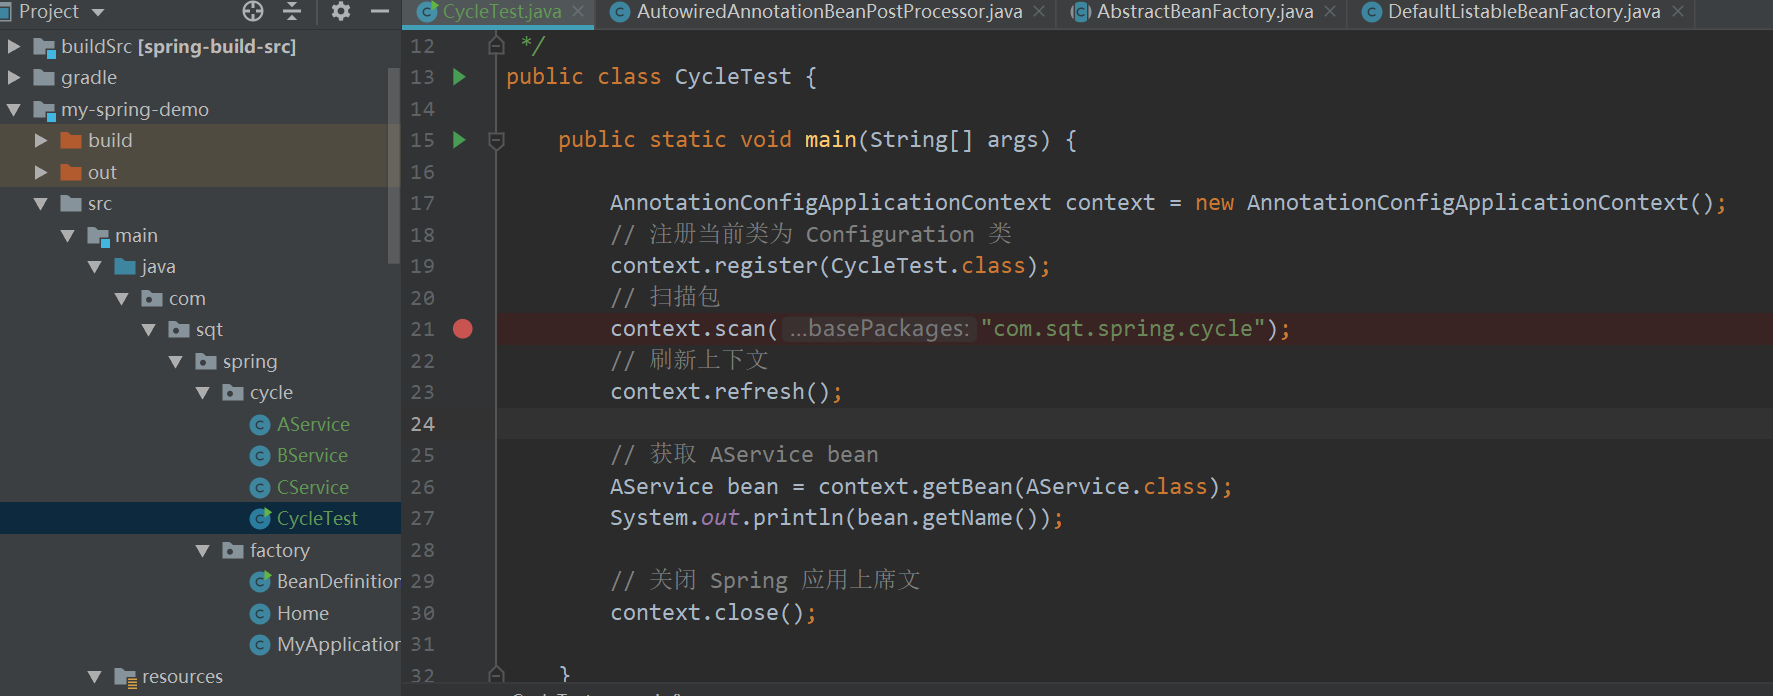 Project
CycleTest.java
AutowiredAnnotationBeanPostProcessor.java
AbstractBeanFactory.java
DefaultListableBeanFactory.java
buildSrc [spring-build-src]
gradle
my-spring-demo
build
out
src
main
java
com
sqt
spring
cycle
AService
BService
CService
CycleTest
factory
BeanDefinition
Home
MyApplication
resources
12 */
13 public class CycleTest {
14
15 public static void main(String[] args) {
16
17 AnnotationConfigApplicationContext context = new AnnotationConfigApplicationContext();
18 // 注册当前类为 Configuration 类
19 context.register(CycleTest.class);
20 // 扫描包
21 context.scan( ...basePackages: "com.sqt.spring.cycle");
22 // 刷新上下文
23 context.refresh();
24
25 // 获取 AService bean
26 AService bean = context.getBean(AService.class);
27 System.out.println(bean.getName());
28
29 // 关闭 Spring 应用上席文
30 context.close();
31
32 }